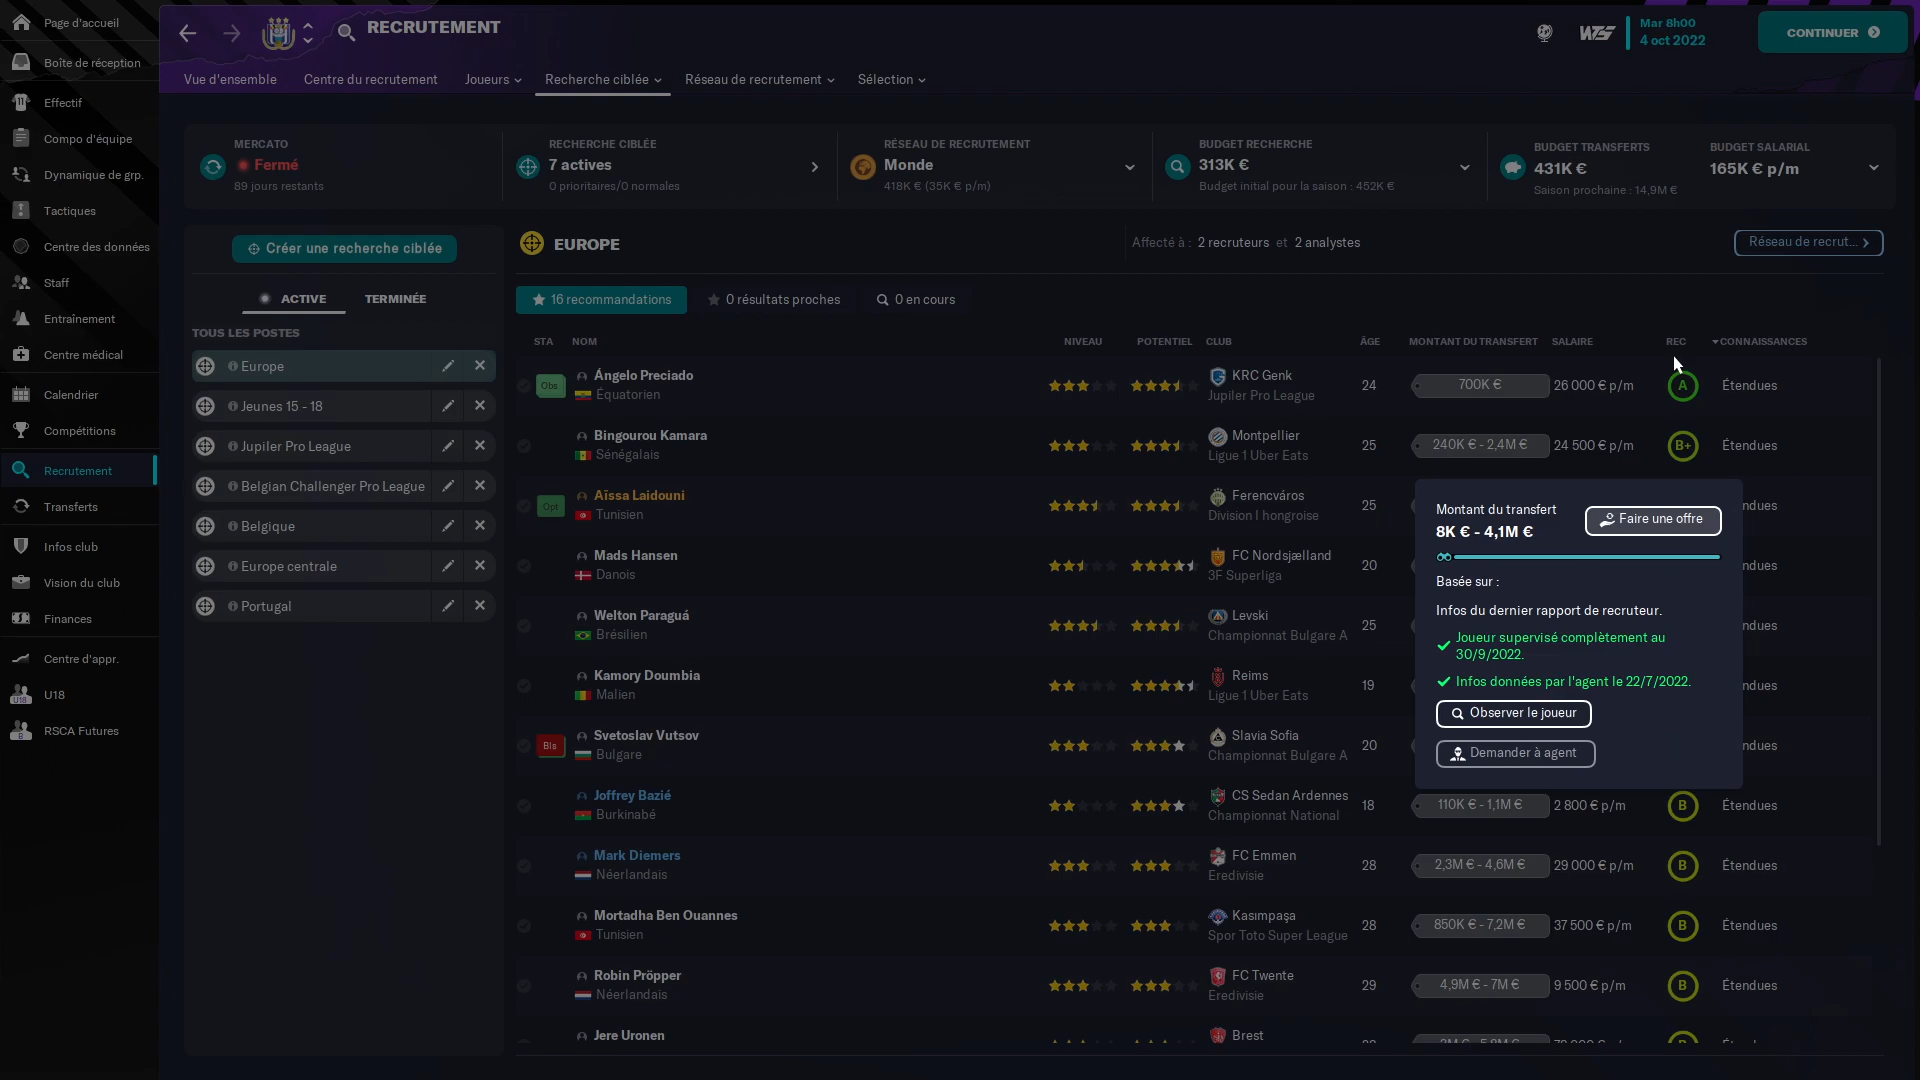 Page d'accueil
Boîte de réception
Effectif
Compo d'équipe
Dynamique de grp.
Tactiques
Centre des données
Staff
Entraînement
Centre médical
Calendrier
Compétitions
Recrutement
Transferts
Infos club
Vision du club
Finances
Centre d'appr.
U18
RSCA Futures
RECRUTEMENT
Mar 8h00
4 oct 2022
CONTINUER
Vue d'ensemble
Centre du recrutement
Joueurs
Recherche ciblée
Réseau de recrutement
Sélection
MERCATO
Fermé
89 jours restants
RECHERCHE CIBLÉE
7 actives
0 prioritaires/0 normales
RÉSEAU DE RECRUTEMENT
Monde
418K € (35K € p/m)
BUDGET RECHERCHE
313K €
Budget initial pour la saison : 452K €
BUDGET TRANSFERTS
431K €
Saison prochaine : 14,9M €
BUDGET SALARIAL
165K € p/m
Créer une recherche ciblée
ACTIVE
TERMINÉE
TOUS LES POSTES
Europe
Jeunes 15 - 18
Jupiler Pro League
Belgian Challenger Pro League
Belgique
Europe centrale
Portugal
EUROPE
Affecté à : 2 recruteurs et 2 analystes
Réseau de recrut...
16 recommandations
0 résultats proches
0 en cours
STA NOM NIVEAU POTENTIEL CLUB ÂGE MONTANT DU TRANSFERT SALAIRE REC CONNAISSANCES
Obs Ángelo Preciado KRC Genk 24 700K € 26 000 € p/m A Étendues
Équatorien Jupiler Pro League
Bingourou Kamara Montpellier 25 240K € - 2,4M € 24 500 € p/m B+ Étendues
Sénégalais Ligue 1 Uber Eats
Opt Aïssa Laidouni Ferencváros 25 ndues
Tunisien Division I hongroise
Mads Hansen FC Nordsjælland 20 ndues
Danois 3F Superliga
Welton Paraguá Levski 25 ndues
Brésilien Championnat Bulgare A
Kamory Doumbia Reims 19 ndues
Malien Ligue 1 Uber Eats
Bls Svetoslav Vutsov Slavia Sofia 20 ndues
Bulgare Championnat Bulgare A
Joffrey Bazié CS Sedan Ardennes 18 110K € - 1,1M € 2 800 € p/m B Étendues
Burkinabé Championnat National
Mark Diemers FC Emmen 28 2,3M € - 4,6M € 29 000 € p/m B Étendues
Néerlandais Eredivisie
Mortadha Ben Ouannes Kasımpaşa 28 850K € - 7,2M € 37 500 € p/m B Étendues
Tunisien Spor Toto Super League
Robin Pröpper FC Twente 29 4,9M € - 7M € 9 500 € p/m B Étendues
Néerlandais Eredivisie
Jere Uronen Brest
Montant du transfert
8K € - 4,1M €
Faire une offre
Basée sur :
Infos du dernier rapport de recruteur.
Joueur supervisé complètement au
30/9/2022.
Infos données par l'agent le 22/7/2022.
Observer le joueur
Demander à agent